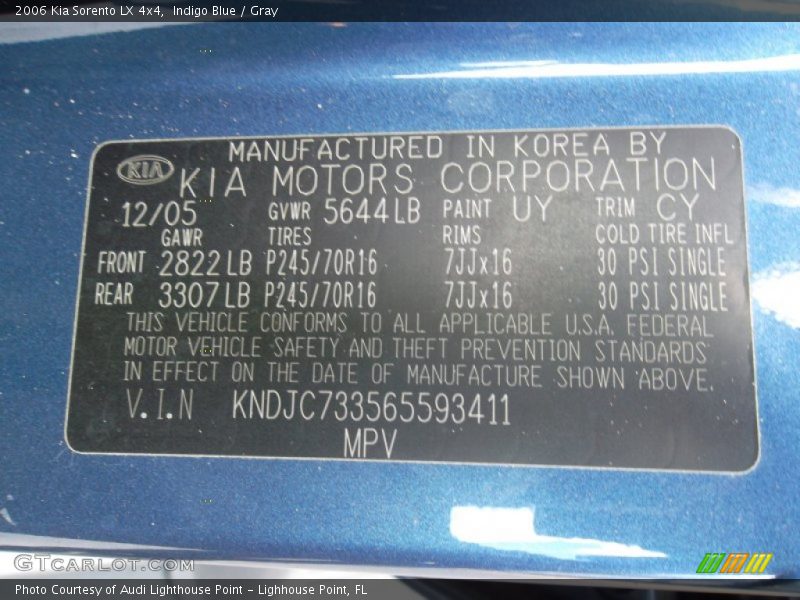 2006 Kia Sorento LX 4x4,  Indigo Blue / Gray
MANUFACTURED IN KOREA BY
KIA KIA MOTORS CORPORATION
12/05 GVWR 5644LB PAINT UY TRIM CY
GAWR TIRES RIMS COLD TIRE INFL
FRONT 2822LB P245/70R16 7JJx16 30 PSI SINGLE
REAR 3307LB P245/70R16 7JJx16 30 PSI SINGLE
THIS VEHICLE CONFORMS TO ALL APPLICABLE U.S.A. FEDERAL
MOTOR VEHICLE SAFETY AND THEFT PREVENTION STANDARDS
IN EFFECT ON THE DATE OF MANUFACTURE SHOWN ABOVE.
V.I.N KNDJC733565593411
MPV
GTCarLot.com
Photo Courtesy of Audi Lighthouse Point - Lighhouse Point, FL